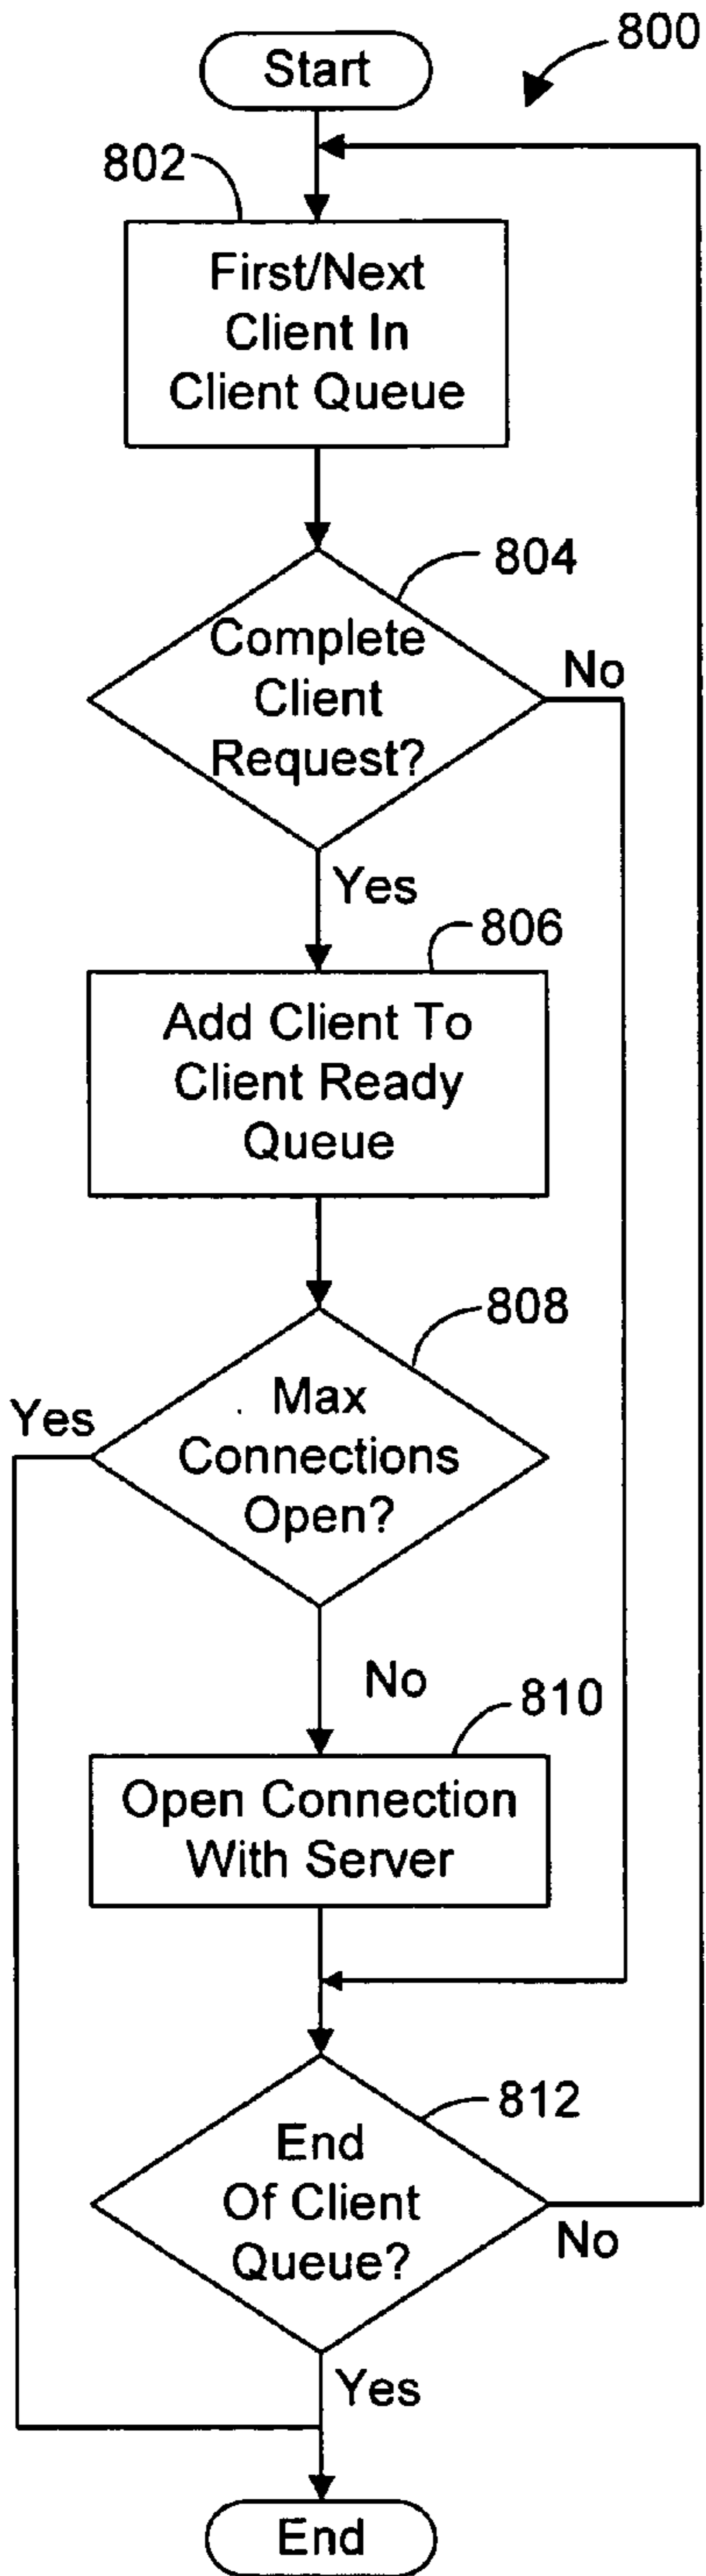 Start
800
802
First/Next
Client In
Client Queue
804
Complete
Client
Request?
No
Yes
806
Add Client To
Client Ready
Queue
808
Yes
Max
Connections
Open?
No
810
Open Connection
With Server
812
End
Of Client
Queue?
No
Yes
End